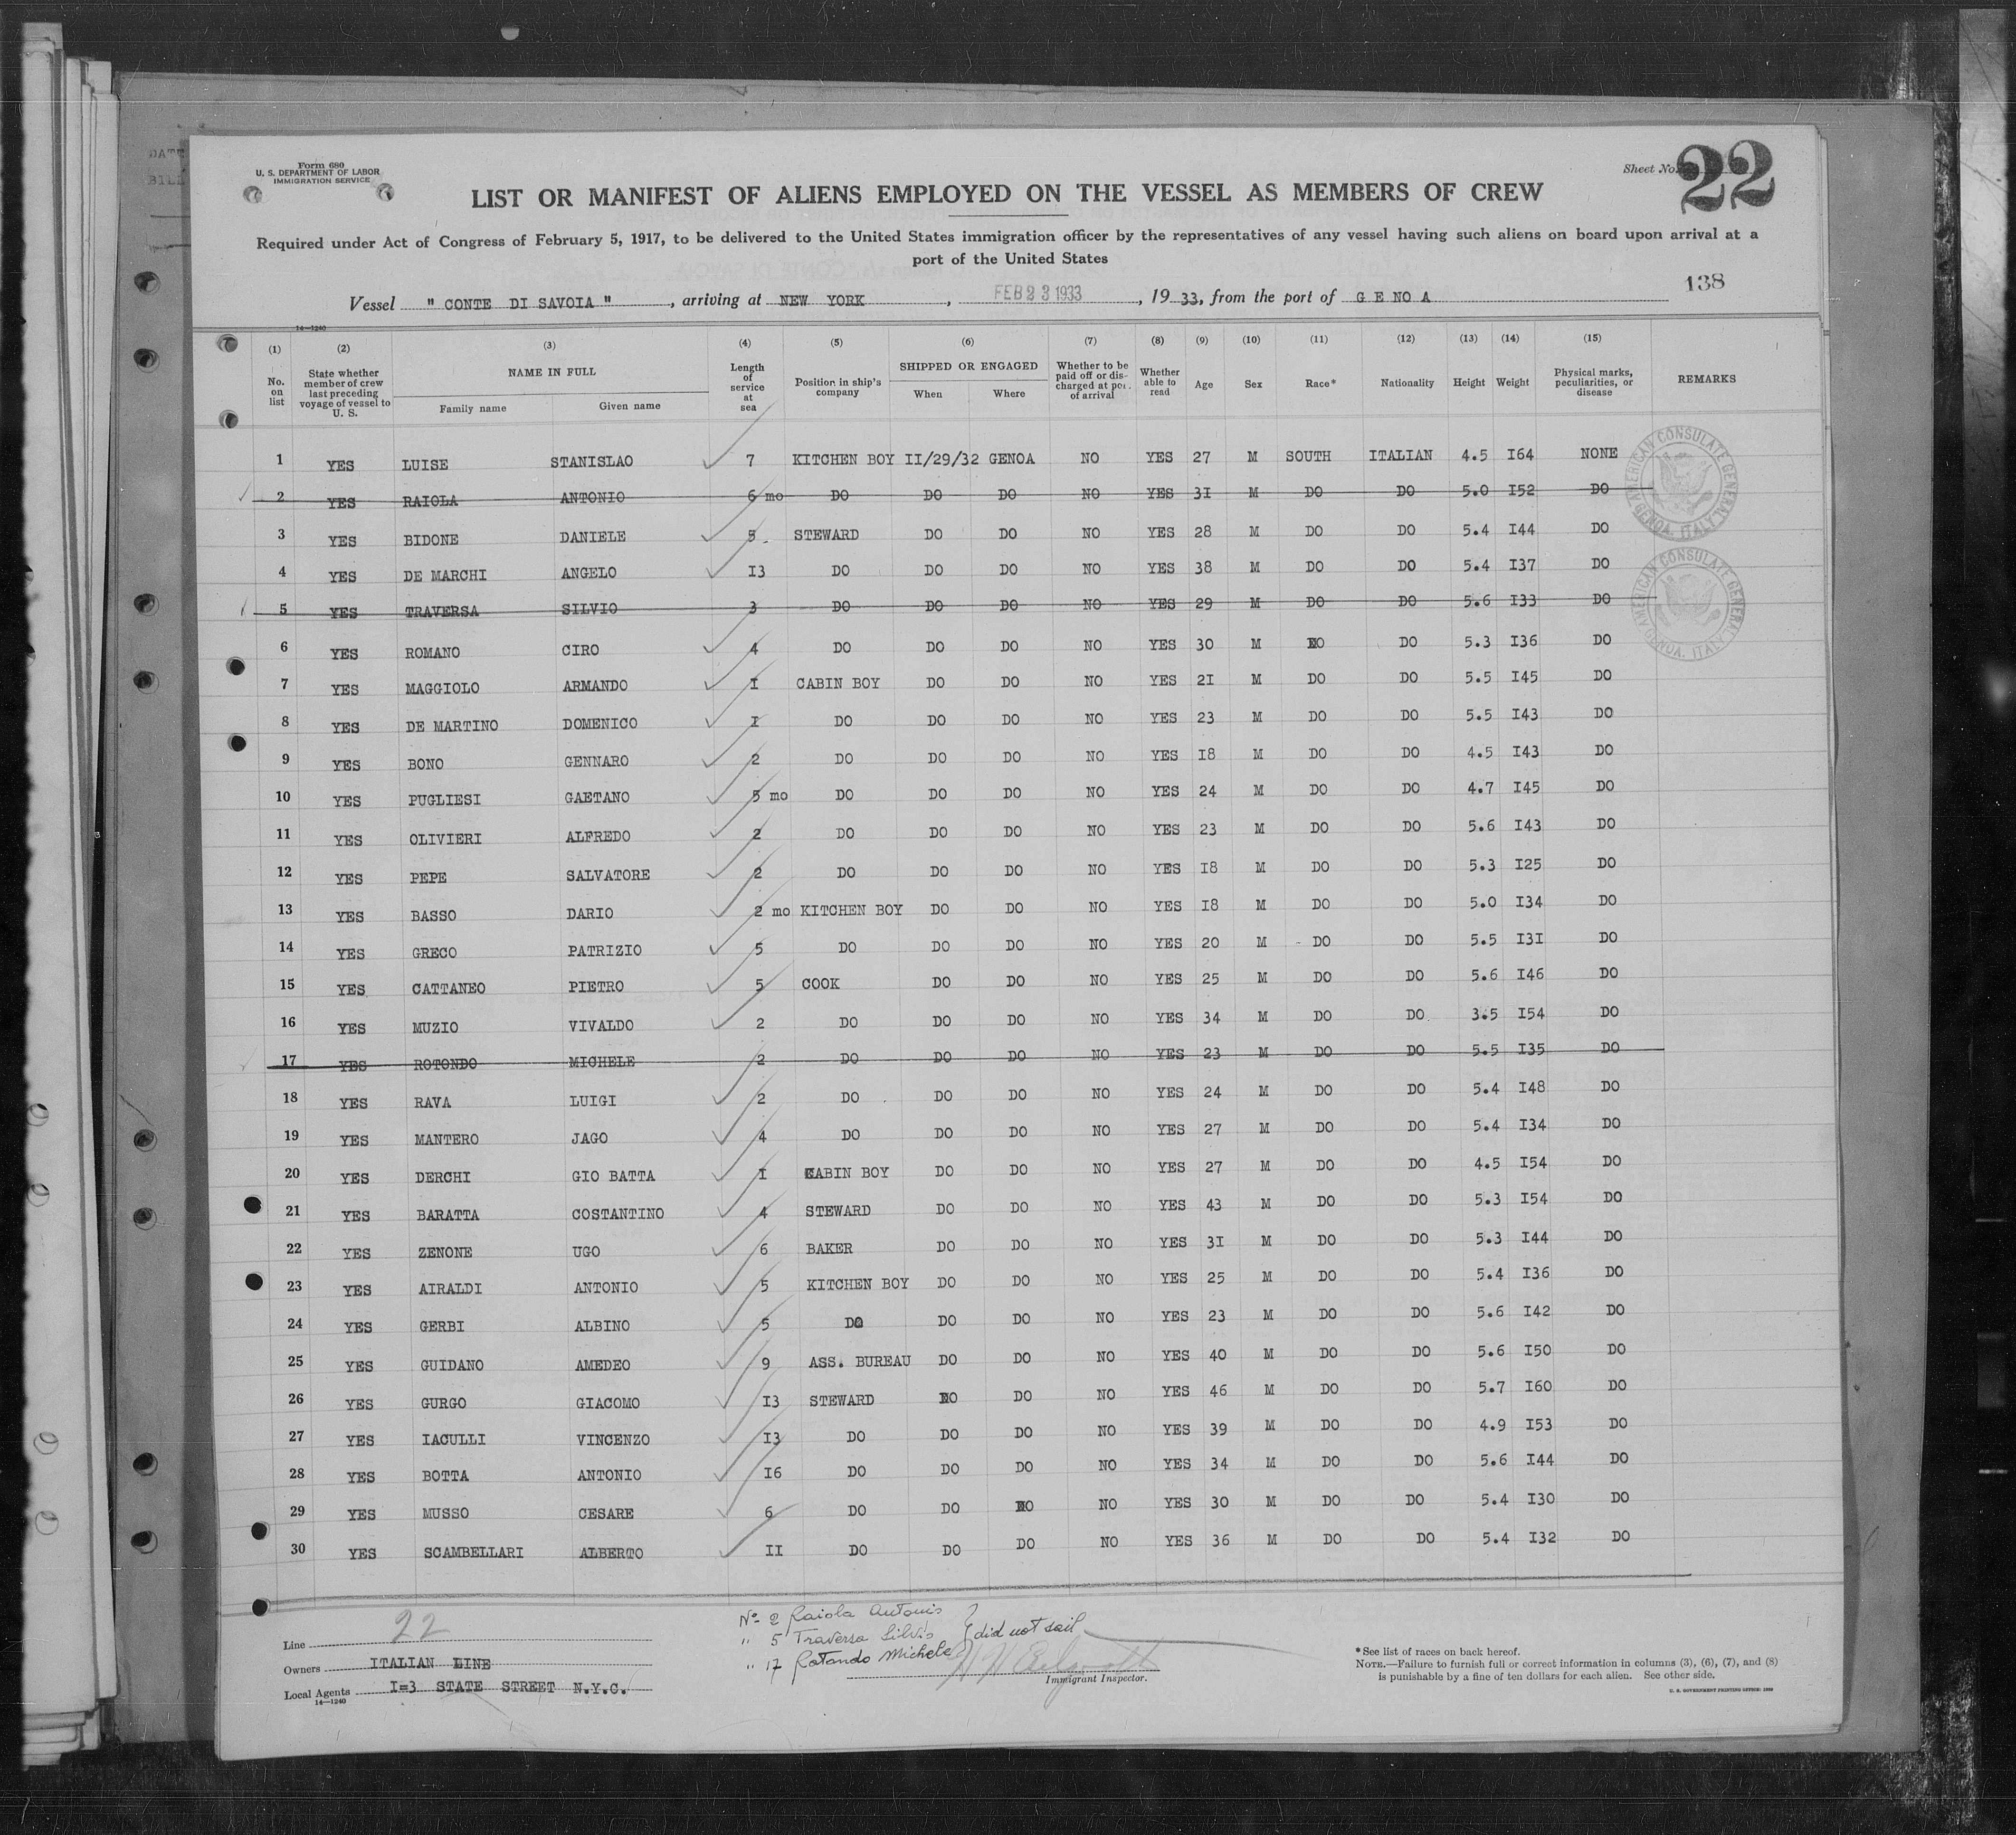 DATE
BILL
Form 680
U. S. DEPARTMENT OF LABOR
IMMIGRATION SERVICE
Sheet No. 22
LIST OR MANIFEST OF ALIENS EMPLOYED ON THE VESSEL AS MEMBERS OF CREW
Required under Act of Congress of February 5, 1917, to be delivered to the United States immigration officer by the representatives of any vessel having such aliens on board upon arrival at a
port of the United States
138
Vessel " CONTE DI SAVOIA " , arriving at NEW YORK , FEB 23 1933 , 19 33, from the port of GENOA
14—1240
(1) (2) (3) (4) (5) (6) (7) (8) (9) (10) (11) (12) (13) (14) (15)
No. on list State whether member of crew last preceding voyage of vessel to U. S. NAME IN FULL Family name Given name Length of service at sea Position in ship's company SHIPPED OR ENGAGED When Where Whether to be paid off or discharged at port of arrival Whether able to read Age Sex Race* Nationality Height Weight Physical marks, peculiarities, or disease REMARKS
1 YES LUISE STANISLAO 7 KITCHEN BOY II/29/32 GENOA NO YES 27 M SOUTH ITALIAN 4.5 I64 NONE
2 YES RAIOLA ANTONIO 6 mo DO DO DO NO YES 3I M DO DO 5.0 I52 DO
3 YES BIDONE DANIELE 5. STEWARD DO DO NO YES 28 M DO DO 5.4 I44 DO
4 YES DE MARCHI ANGELO I3 DO DO DO NO YES 38 M DO DO 5.4 I37 DO
5 YES TRAVERSA SILVIO 3 DO DO DO NO YES 29 M DO DO 5.6 I33 DO
6 YES ROMANO CIRO 4 DO DO DO NO YES 30 M DO DO 5.3 I36 DO
7 YES MAGGIOLO ARMANDO I CABIN BOY DO DO NO YES 2I M DO DO 5.5 I45 DO
8 YES DE MARTINO DOMENICO I DO DO DO NO YES 23 M DO DO 5.5 I43 DO
9 YES BONO GENNARO 2 DO DO DO NO YES I8 M DO DO 4.5 I43 DO
10 YES PUGLIESI GAETANO 5 mo DO DO DO NO YES 24 M DO DO 4.7 I45 DO
11 YES OLIVIERI ALFREDO 2 DO DO DO NO YES 23 M DO DO 5.6 I43 DO
12 YES PEPE SALVATORE 2 DO DO DO NO YES I8 M DO DO 5.3 I25 DO
13 YES BASSO DARIO 2 mo KITCHEN BOY DO DO NO YES I8 M DO DO 5.0 I34 DO
14 YES GRECO PATRIZIO 5 DO DO DO NO YES 20 M DO DO 5.5 I3I DO
15 YES CATTANEO PIETRO 5 COOK DO DO NO YES 25 M DO DO 5.6 I46 DO
16 YES MUZIO VIVALDO 2 DO DO DO NO YES 34 M DO DO 3.5 I54 DO
17 YES ROTONDO MICHELE 2 DO DO DO NO YES 23 M DO DO 5.5 I35 DO
18 YES RAVA LUIGI 2 DO DO DO NO YES 24 M DO DO 5.4 I48 DO
19 YES MANTERO JAGO 4 DO DO DO NO YES 27 M DO DO 5.4 I34 DO
20 YES DERCHI GIO BATTA I CABIN BOY DO DO NO YES 27 M DO DO 4.5 I54 DO
21 YES BARATTA COSTANTINO 4 STEWARD DO DO NO YES 43 M DO DO 5.3 I54 DO
22 YES ZENONE UGO 6 BAKER DO DO NO YES 3I M DO DO 5.3 I44 DO
23 YES AIRALDI ANTONIO 5 KITCHEN BOY DO DO NO YES 25 M DO DO 5.4 I36 DO
24 YES GERBI ALBINO 5 DO DO DO NO YES 23 M DO DO 5.6 I42 DO
25 YES GUIDANO AMEDEO 9 ASS. BUREAU DO DO NO YES 40 M DO DO 5.6 I50 DO
26 YES GURGO GIACOMO I3 STEWARD DO DO NO YES 46 M DO DO 5.7 I60 DO
27 YES IACULLI VINCENZO I3 DO DO DO NO YES 39 M DO DO 4.9 I53 DO
28 YES BOTTA ANTONIO I6 DO DO DO NO YES 34 M DO DO 5.6 I44 DO
29 YES MUSSO CESARE 6 DO DO DO NO YES 30 M DO DO 5.4 I30 DO
30 YES SCAMBELLARI ALBERTO II DO DO DO NO YES 36 M DO DO 5.4 I32 DO
AMERICAN CONSULATE GENERAL GENOA, ITALY
AMERICAN CONSULATE GENERAL GENOA, ITALY
Nº 2 Raiola Antonio
" 5 Traversa Silvio } did not sail
" 17 Rotondo Michele
Line 22
Owners ITALIAN LINE
Local Agents I=3 STATE STREET N.Y.C.
14—1240
Immigrant Inspector.
* See list of races on back hereof.
NOTE.—Failure to furnish full or correct information in columns (3), (6), (7), and (8)
is punishable by a fine of ten dollars for each alien. See other side.
U. S. GOVERNMENT PRINTING OFFICE